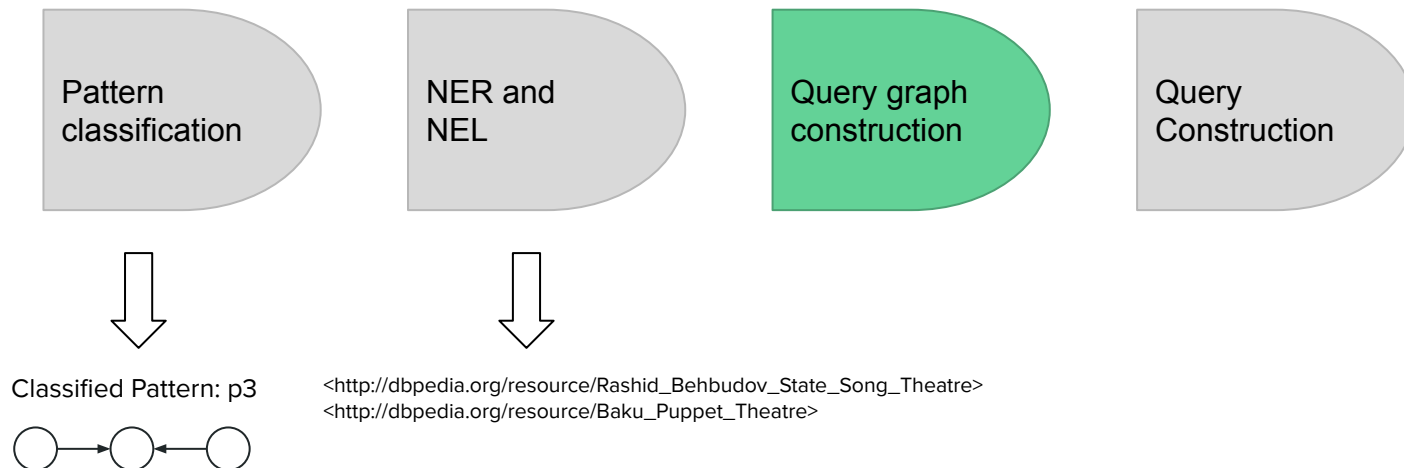 Pattern
classification
NER and
NEL
Query graph
construction
Query
Construction
Classified Pattern: p3
<http://dbpedia.org/resource/Rashid_Behbudov_State_Song_Theatre>
<http://dbpedia.org/resource/Baku_Puppet_Theatre>